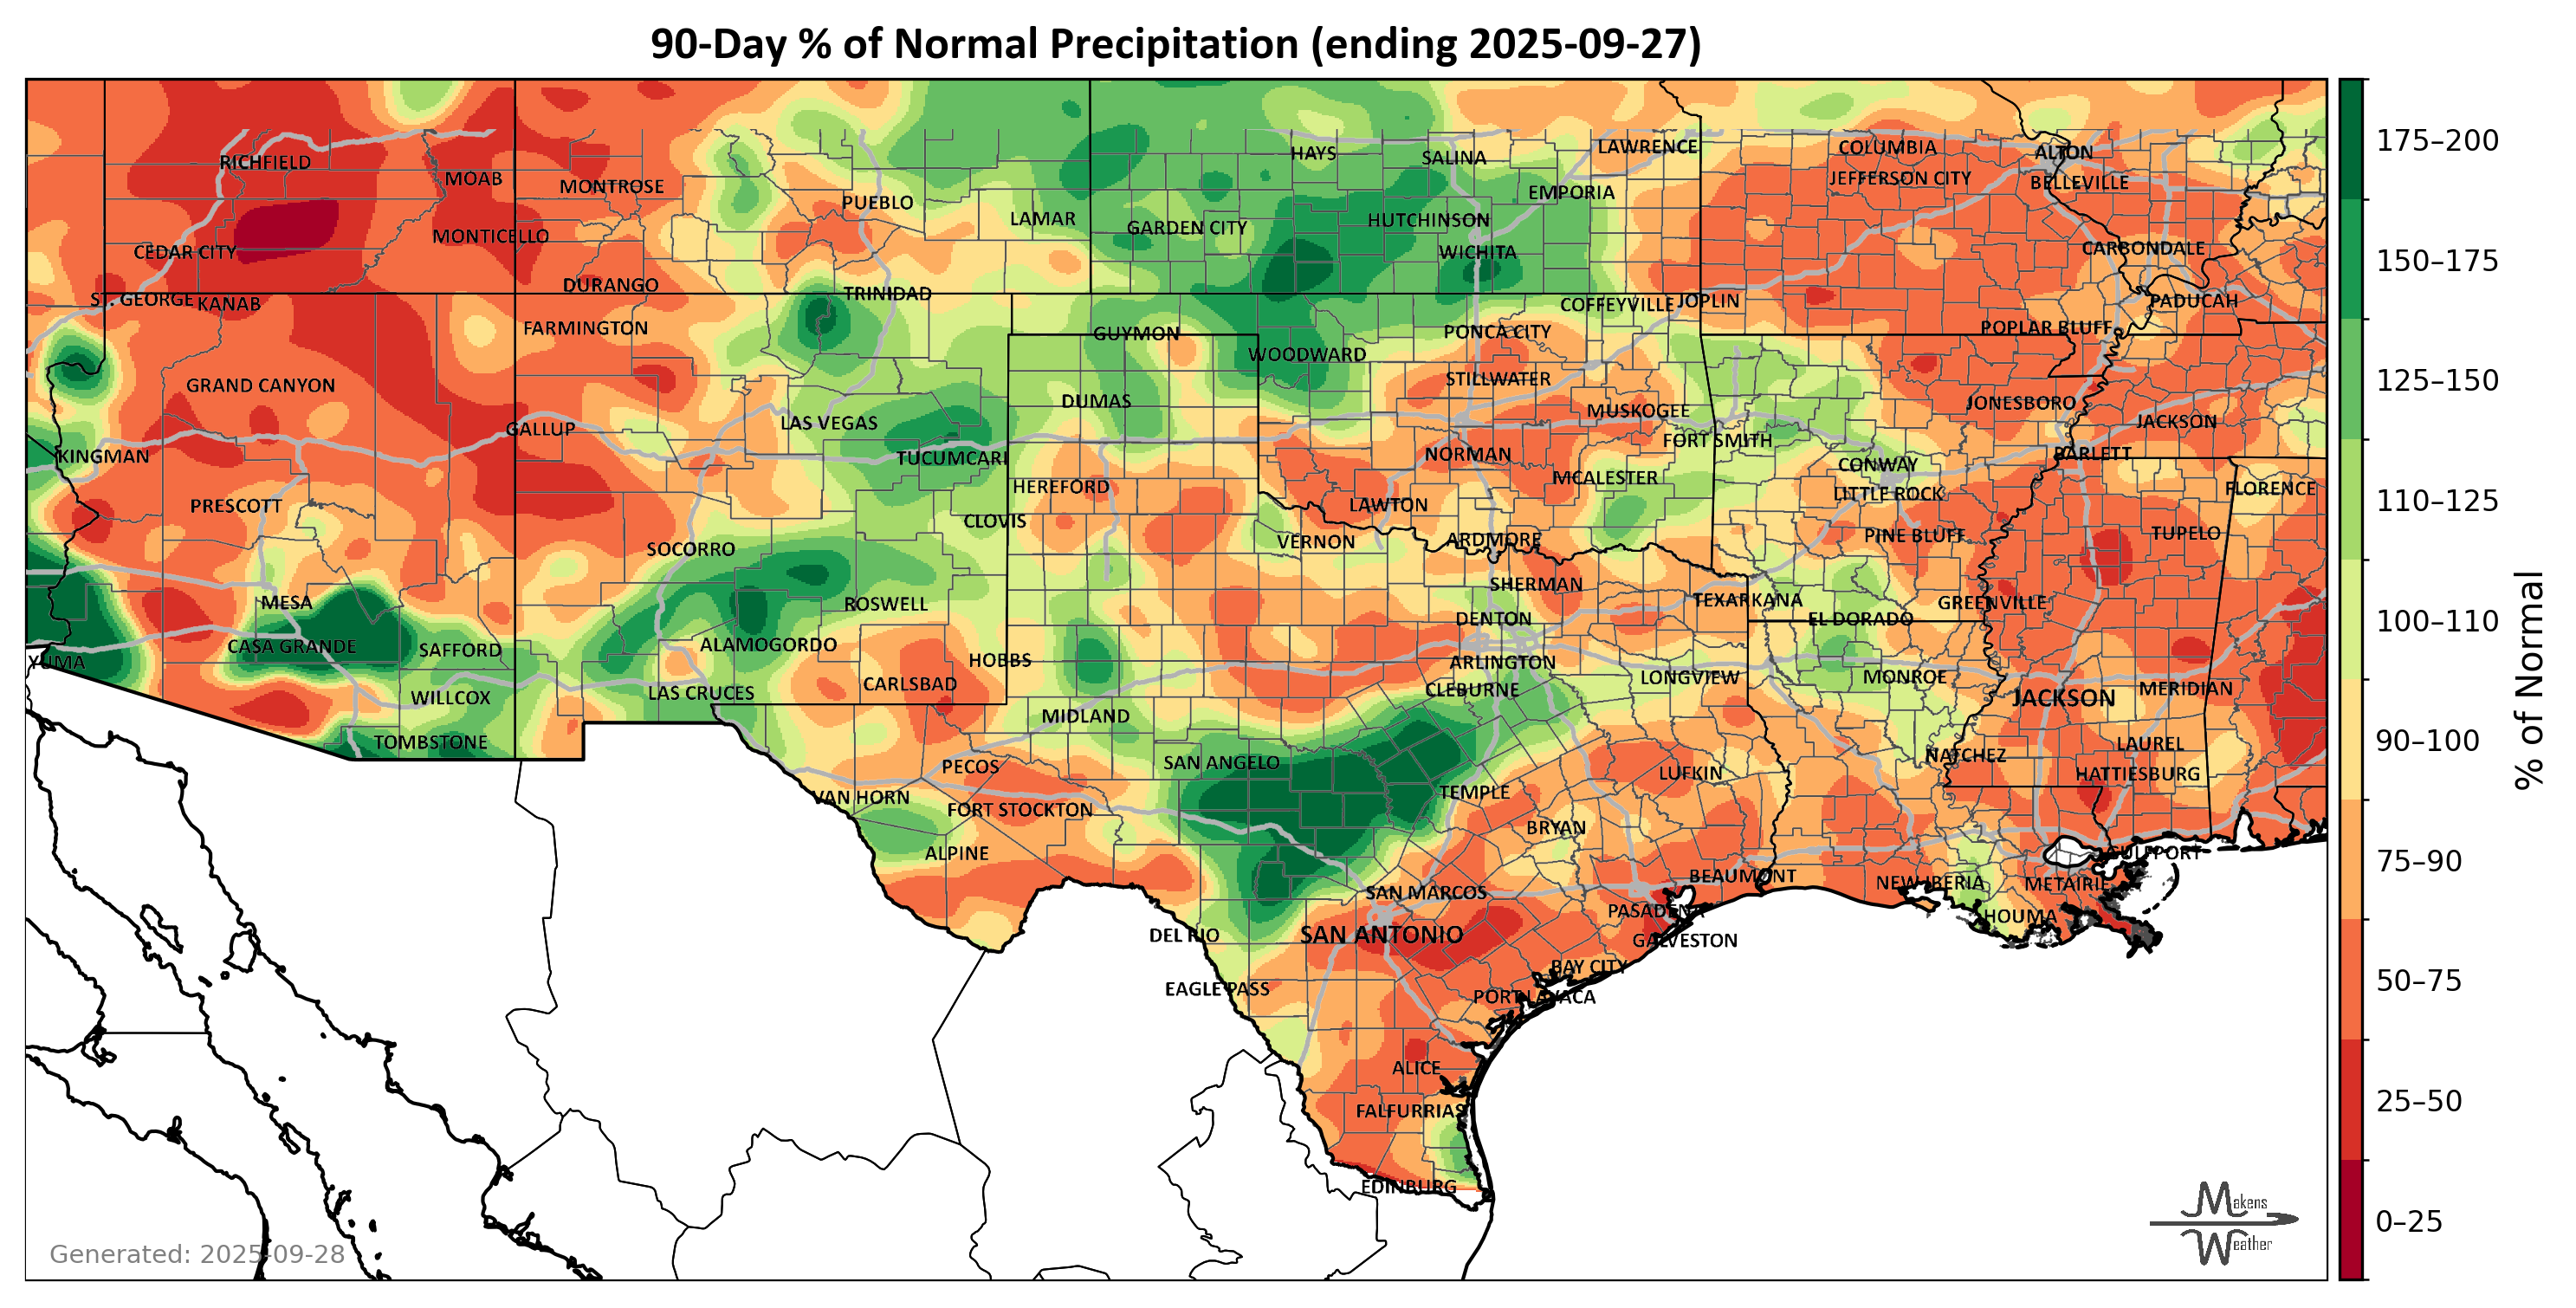 90-Day % of Normal Precipitation (ending 2025-09-27)
HAYS
SALINA
LAWRENCE
COLUMBIA
ALTON
RICHFIELD
MOAB
MONTROSE
EMPORIA
JEFFERSON CITY
BELLEVILLE
PUEBLO
LAMAR
GARDEN CITY
HUTCHINSON
MONTICELLO
CEDAR CITY
WICHITA
CARBONDALE
DURANGO
TRINIDAD
ST. GEORGE
KANAB
COFFEYVILLE
JOPLIN
PADUCAH
FARMINGTON
GUYMON
PONCA CITY
POPLAR BLUFF
WOODWARD
GRAND CANYON
STILLWATER
DUMAS
MUSKOGEE
JONESBORO
JACKSON
LAS VEGAS
GALLUP
FORT SMITH
KINGMAN
TUCUMCARI
NORMAN
CONWAY
BARTLETT
HEREFORD
MCALESTER
LITTLE ROCK
FLORENCE
PRESCOTT
LAWTON
CLOVIS
VERNON
ARDMORE
PINE BLUFF
TUPELO
SOCORRO
SHERMAN
MESA
ROSWELL
TEXARKANA
GREENVILLE
DENTON
EL DORADO
CASA GRANDE
SAFFORD
ALAMOGORDO
HOBBS
ARLINGTON
YUMA
WILLCOX
LAS CRUCES
CARLSBAD
CLEBURNE
LONGVIEW
MONROE
JACKSON
MERIDIAN
MIDLAND
TOMBSTONE
SAN ANGELO
NATCHEZ
LAUREL
PECOS
LUFKIN
HATTIESBURG
VAN HORN
FORT STOCKTON
TEMPLE
BRYAN
ALPINE
GULFPORT
SAN MARCOS
BEAUMONT
NEW IBERIA
METAIRIE
PASADENA
HOUMA
DEL RIO
SAN ANTONIO
GALVESTON
BAY CITY
EAGLE PASS
PORT LAVACA
ALICE
FALFURRIAS
EDINBURG
175–200
150–175
125–150
110–125
100–110
90–100
75–90
50–75
25–50
0–25
% of Normal
Makens
Weather
Generated: 2025-09-28